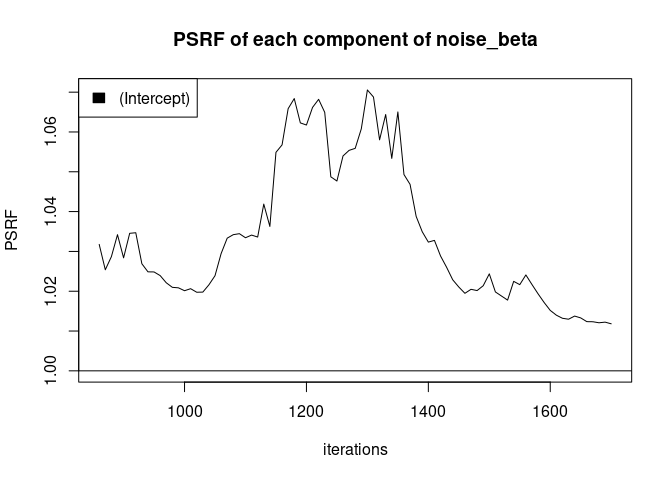 PSRF of each component of noise_beta
(Intercept)
PSRF
1.06
1.04
1.02
1.00
1000 1200 1400 1600
iterations